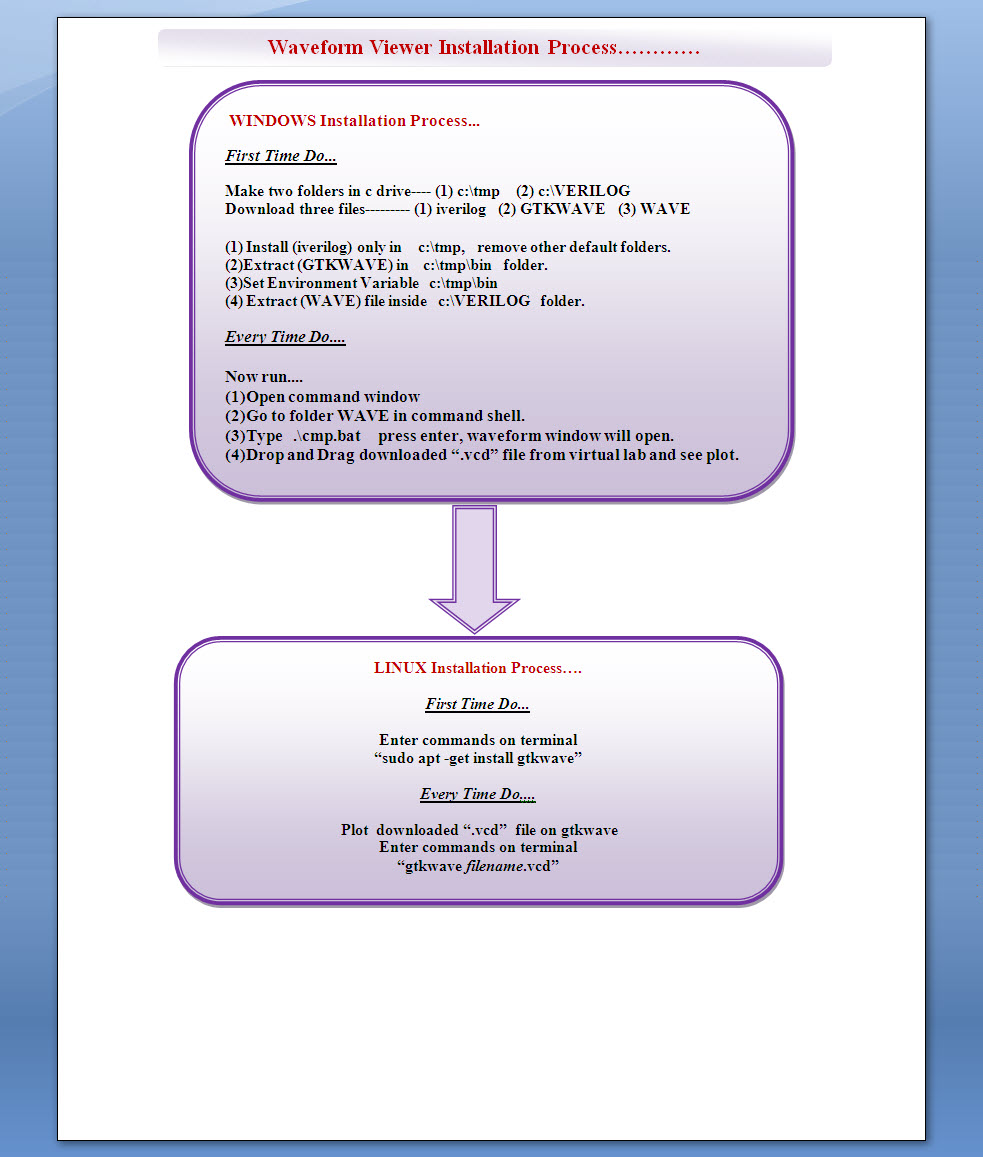 Waveform Viewer Installation Process…………
WINDOWS Installation Process...
First Time Do...
Make two folders in c drive---- (1) c:\tmp (2) c:\VERILOG
Download three files--------- (1) iverilog (2) GTKWAVE (3) WAVE
(1) Install (iverilog) only in c:\tmp, remove other default folders.
(2)Extract (GTKWAVE) in c:\tmp\bin folder.
(3)Set Environment Variable c:\tmp\bin
(4) Extract (WAVE) file inside c:\VERILOG folder.
Every Time Do....
Now run....
(1)Open command window
(2)Go to folder WAVE in command shell.
(3)Type .\cmp.bat press enter, waveform window will open.
(4)Drop and Drag downloaded “.vcd” file from virtual lab and see plot.
LINUX Installation Process….
First Time Do...
Enter commands on terminal
“sudo apt -get install gtkwave”
Every Time Do....
Plot downloaded “.vcd” file on gtkwave
Enter commands on terminal
“gtkwave filename.vcd”